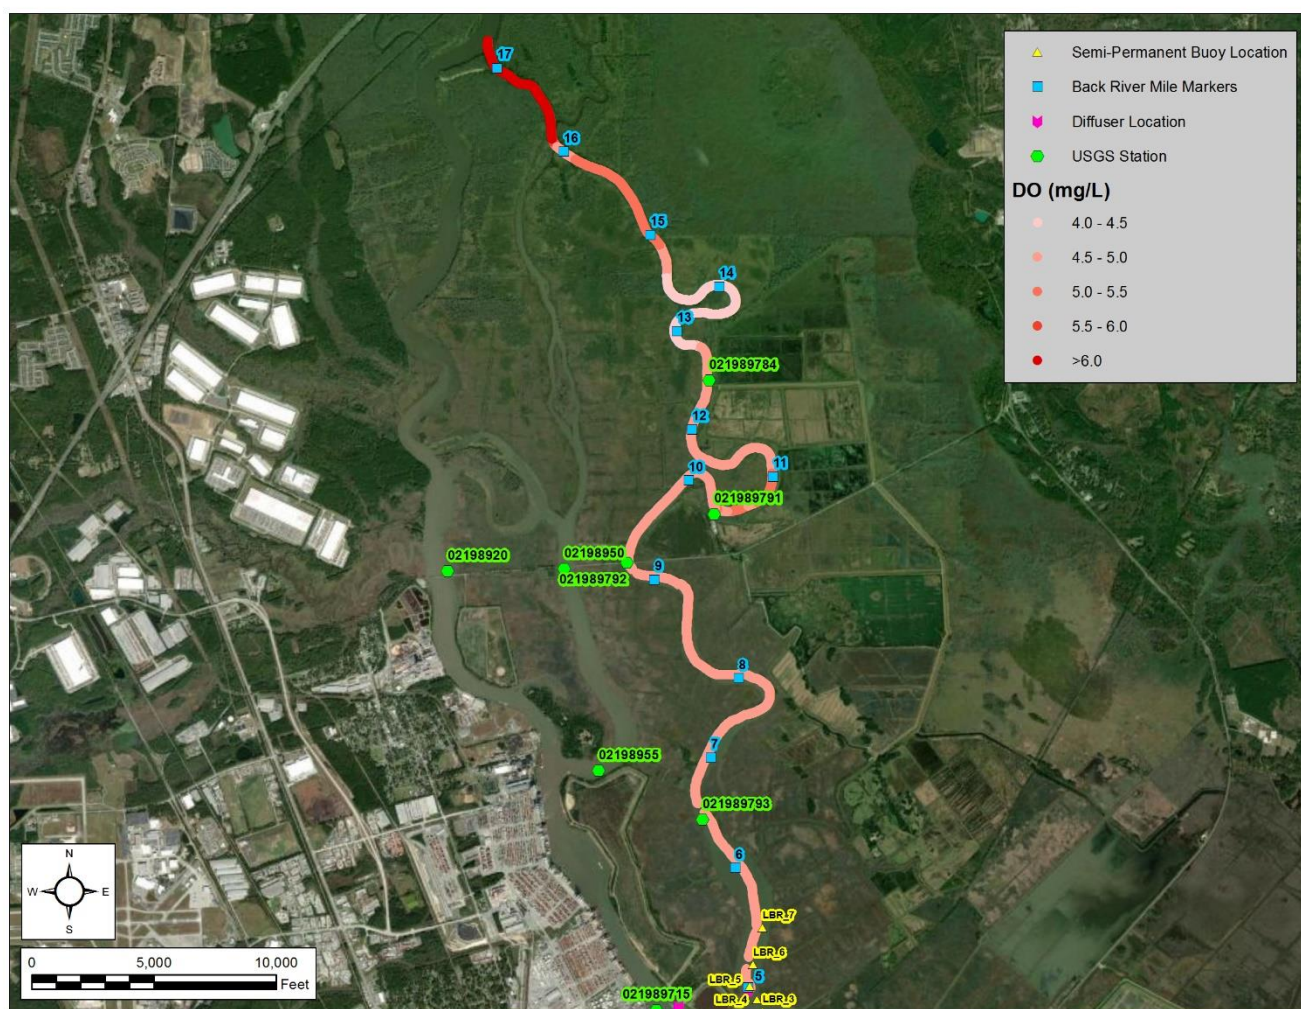 17
Semi-Permanent Buoy Location
Back River Mile Markers
Diffuser Location
USGS Station
DO (mg/L)
4.0 - 4.5
4.5 - 5.0
5.0 - 5.5
5.5 - 6.0
>6.0
16
15
14
13
021989784
12
11
10
021989791
02198920
02198950
021989792
9
8
7
02198955
021989793
6
LBR_7
LBR_6
LBR_5
5
LBR_4
LBR_3
021989715
N
W E
S
0 5,000 10,000
Feet